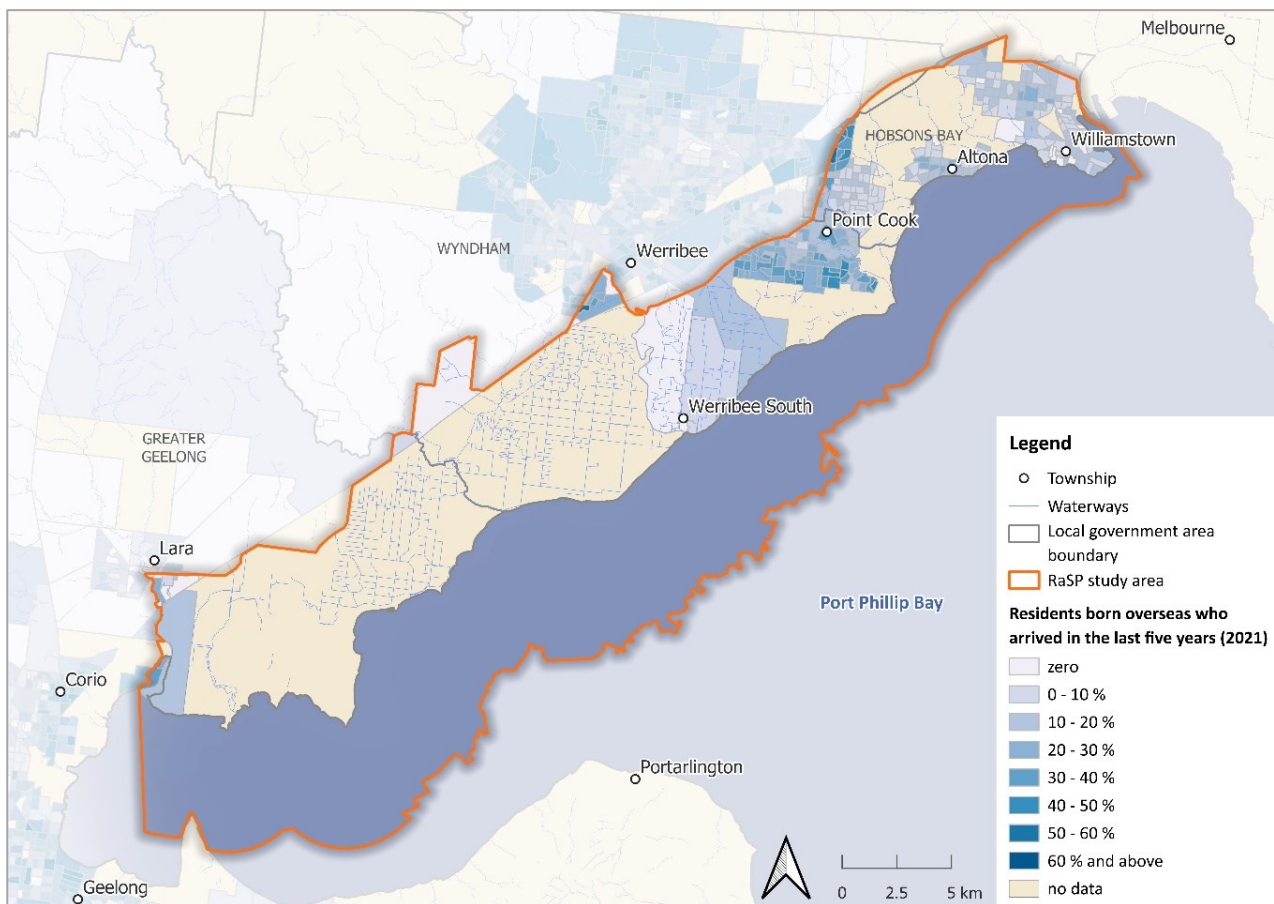 Melbourne
HOBSONS BAY
Williamstown
Altona
Point Cook
WYNDHAM
Werribee
Werribee South
GREATER
GEELONG
Lara
Port Phillip Bay
Corio
Portarlington
Geelong
Legend
Township
Waterways
Local government area
boundary
RaSP study area
Residents born overseas who
arrived in the last five years (2021)
zero
0 - 10 %
10 - 20 %
20 - 30 %
30 - 40 %
40 - 50 %
50 - 60 %
60 % and above
no data
0 2.5 5 km